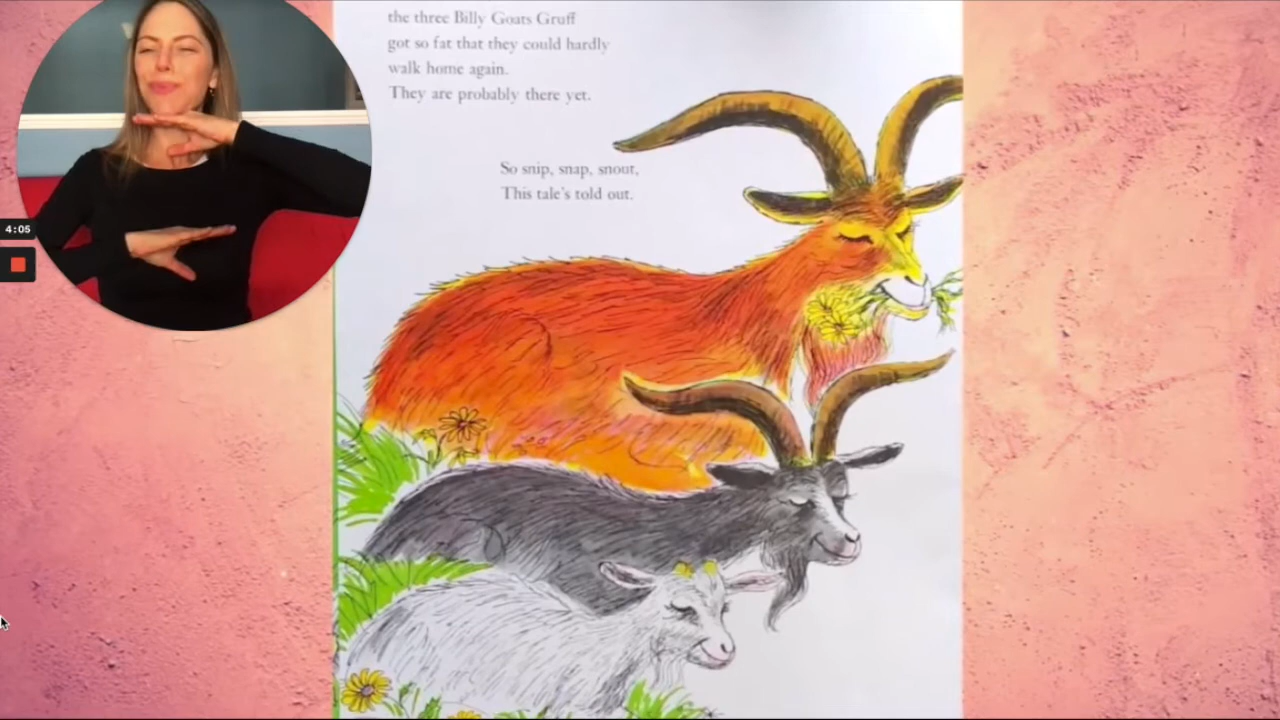 the three Billy Goats Gruff
got so fat that they could hardly
walk home again.
They are probably there yet.
So snip, snap, snout,
This tale's told out.
4:05